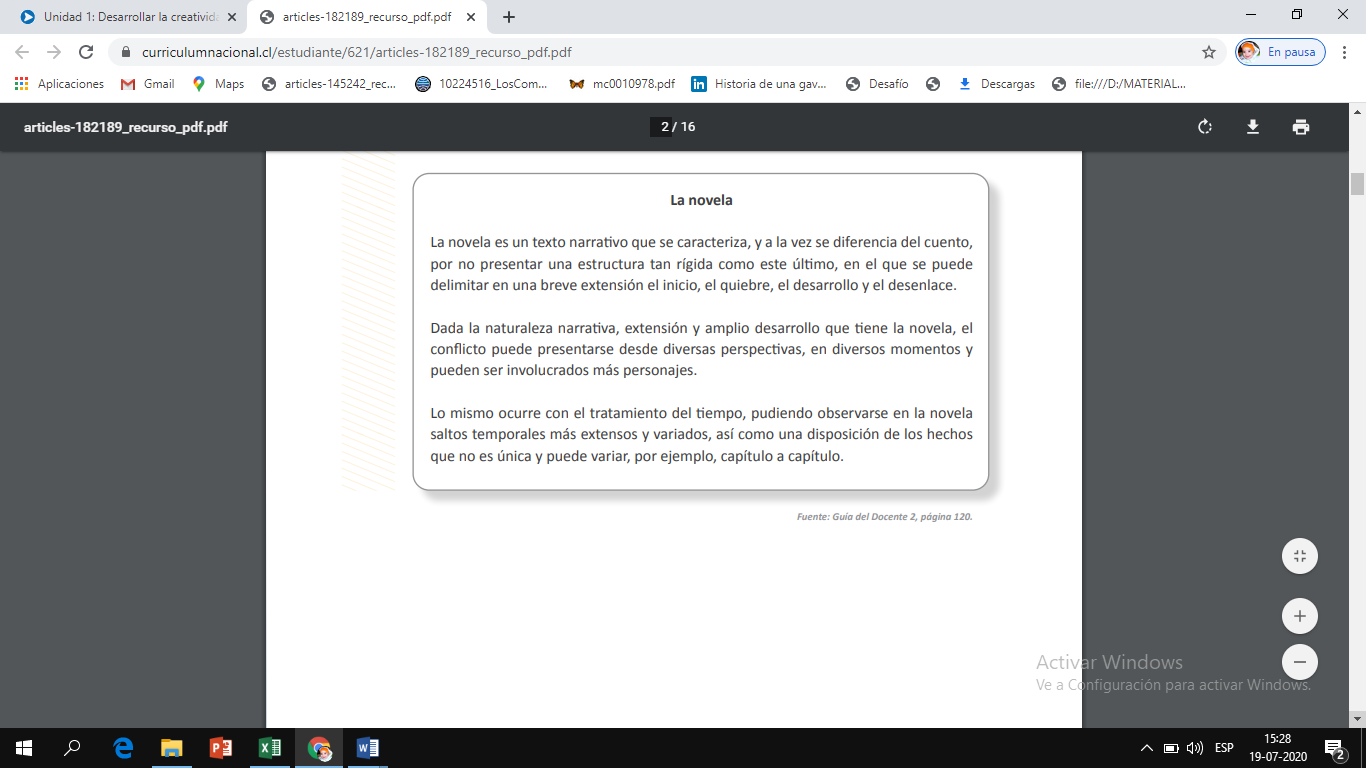 Unidad 1: Desarrollar la creativida
articles-182189_recurso_pdf.pdf
curriculumnacional.cl/estudiante/621/articles-182189_recurso_pdf.pdf
En pausa
Aplicaciones
Gmail
Maps
articles-145242_rec...
10224516_LosCom...
mc0010978.pdf
Historia de una gav...
Desafío
Descargas
file:///D:/MATERIAL...
articles-182189_recurso_pdf.pdf
2 / 16
La novela
La novela es un texto narrativo que se caracteriza, y a la vez se diferencia del cuento,
por no presentar una estructura tan rígida como este último, en el que se puede
delimitar en una breve extensión el inicio, el quiebre, el desarrollo y el desenlace.
Dada la naturaleza narrativa, extensión y amplio desarrollo que tiene la novela, el
conflicto puede presentarse desde diversas perspectivas, en diversos momentos y
pueden ser involucrados más personajes.
Lo mismo ocurre con el tratamiento del tiempo, pudiendo observarse en la novela
saltos temporales más extensos y variados, así como una disposición de los hechos
que no es única y puede variar, por ejemplo, capítulo a capítulo.
Fuente: Guía del Docente 2, página 120.
Activar Windows
Ve a Configuración para activar Windows.
ESP
15:28
19-07-2020
2